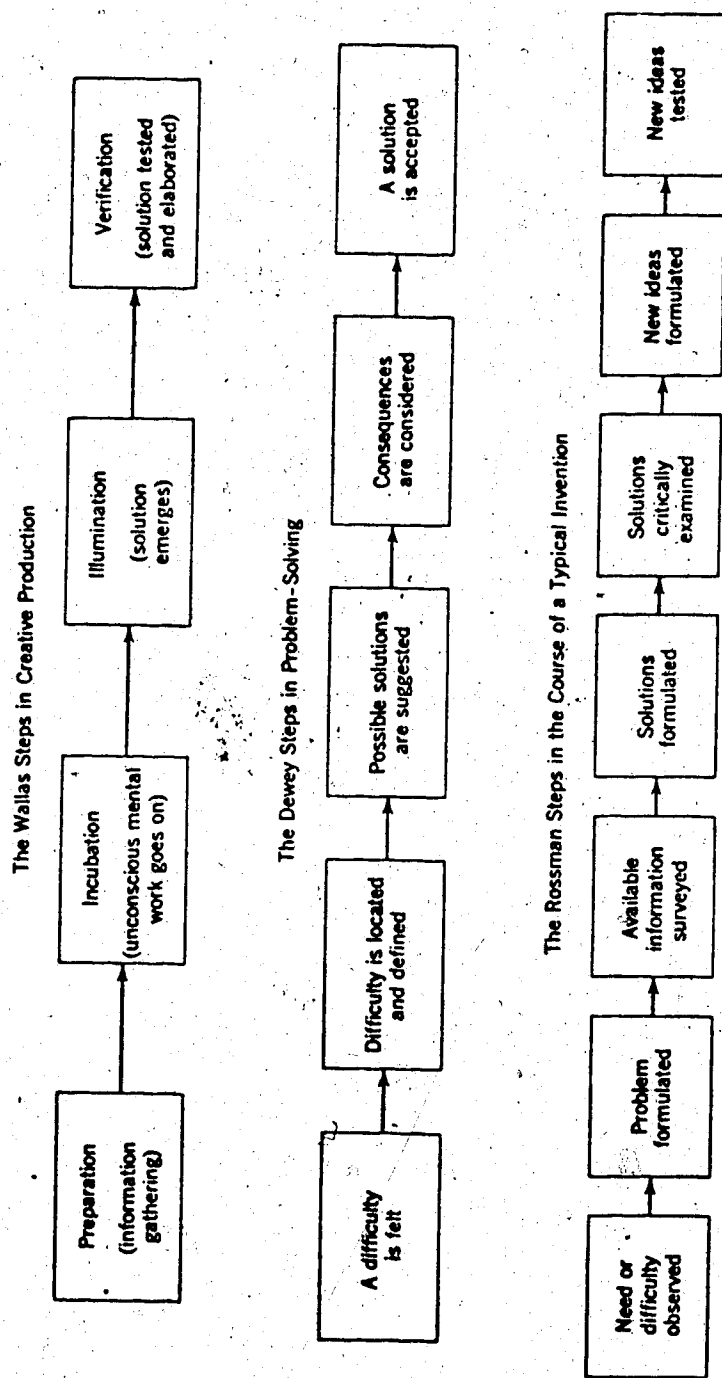 The Wallas Steps in Creative Production
Preparation
(information
gathering)
Incubation
(unconscious mental
work goes on)
Illumination
(solution
emerges)
Verification
(solution tested
and elaborated)
The Dewey Steps in Problem-Solving
A difficulty
is felt
Difficulty is located
and defined
Possible solutions
are suggested
Consequences
are considered
A solution
is accepted
The Rossman Steps in the Course of a Typical Invention
Need or
difficulty
observed
Problem
formulated
Available
information
surveyed
Solutions
formulated
Solutions
critically
examined
New ideas
formulated
New ideas
tested